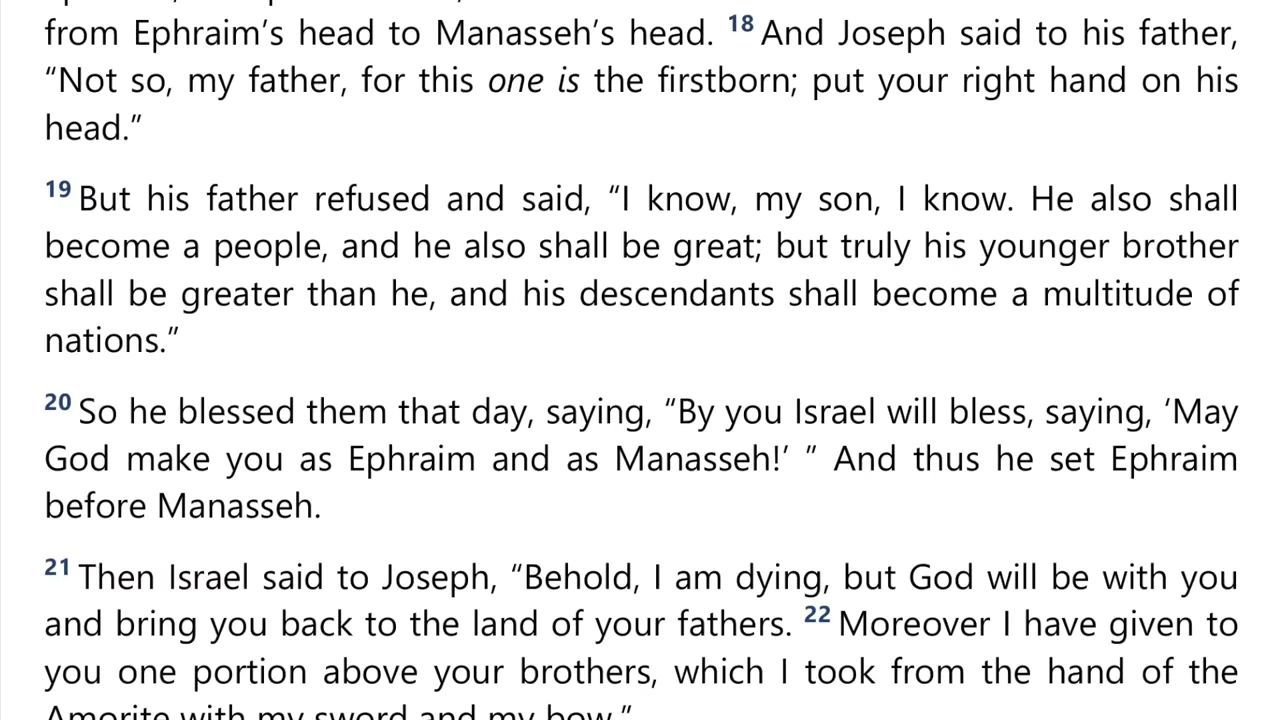 from Ephraim’s head to Manasseh’s head. 18 And Joseph said to his father,
“Not so, my father, for this one is the firstborn; put your right hand on his
head.”
19 But his father refused and said, “I know, my son, I know. He also shall
become a people, and he also shall be great; but truly his younger brother
shall be greater than he, and his descendants shall become a multitude of
nations.”
20 So he blessed them that day, saying, “By you Israel will bless, saying, ‘May
God make you as Ephraim and as Manasseh!’ ” And thus he set Ephraim
before Manasseh.
21 Then Israel said to Joseph, “Behold, I am dying, but God will be with you
and bring you back to the land of your fathers. 22 Moreover I have given to
you one portion above your brothers, which I took from the hand of the
Amorite with my sword and my bow.”